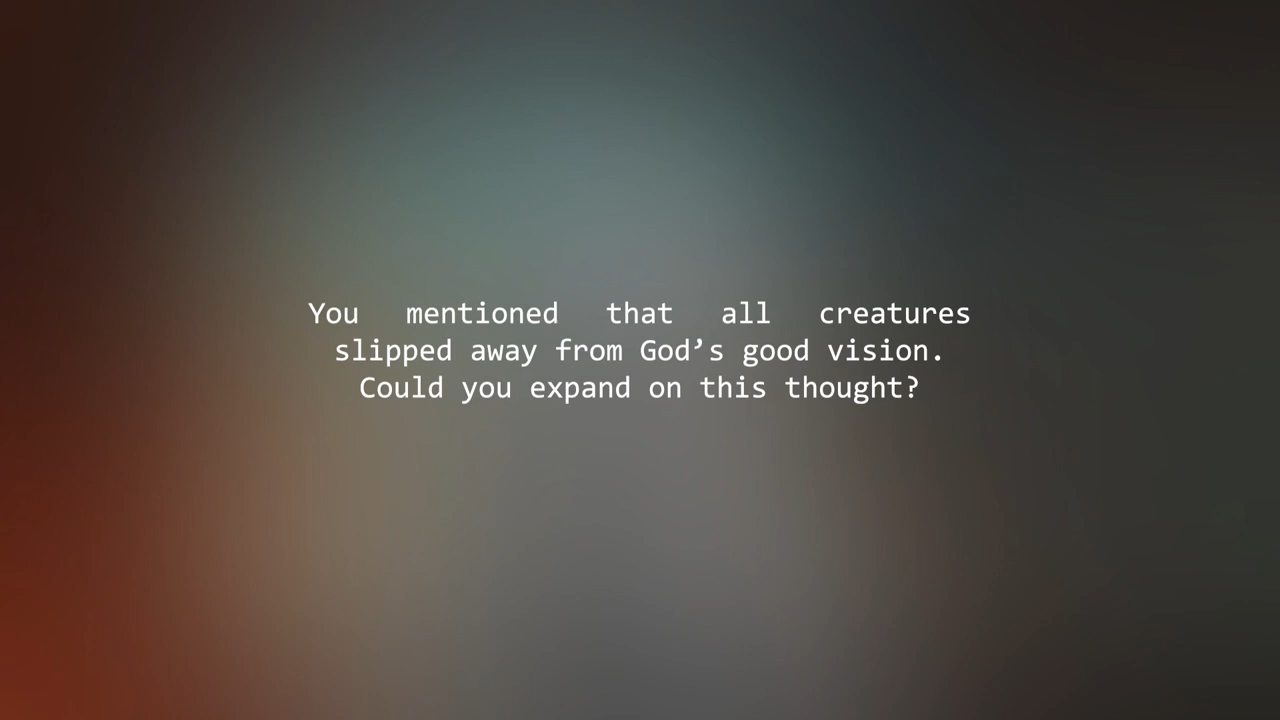 You mentioned that all creatures
slipped away from God’s good vision.
Could you expand on this thought?